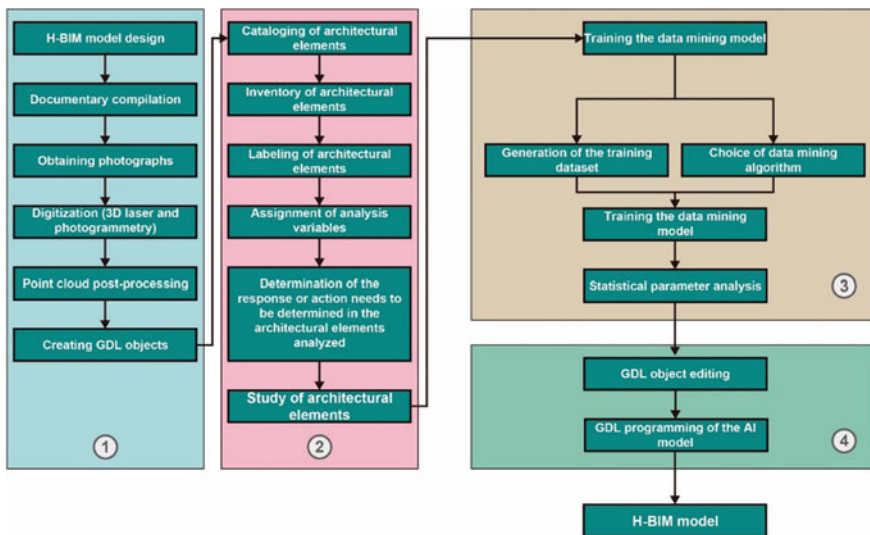 H-BIM model design
Documentary compilation
Obtaining photographs
Digitization (3D laser and
photogrammetry)
Point cloud post-processing
Creating GDL objects
1
Cataloging of architectural
elements
Inventory of architectural
elements
Labeling of architectural
elements
Assignment of analysis
variables
Determination of the
response or action needs to
be determined in the
architectural elements
analyzed
Study of architectural
elements
2
Training the data mining model
Generation of the training
dataset
Choice of data mining
algorithm
Training the data mining
model
Statistical parameter analysis
3
GDL object editing
GDL programming of the AI
model
4
H-BIM model